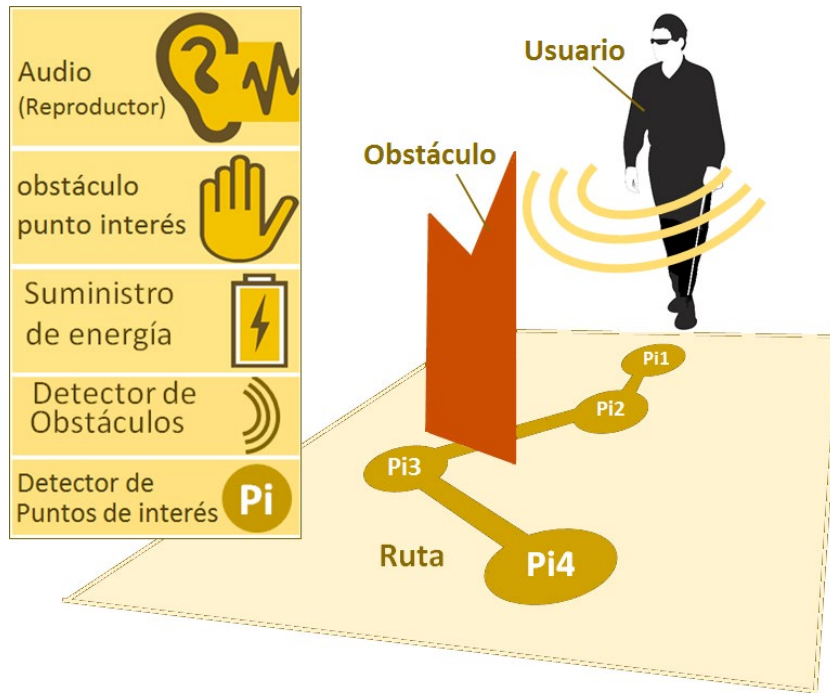 Audio
(Reproductor)
obstáculo
punto interés
Suministro
de energía
Detector de
Obstáculos
Detector de
Puntos de interés
Pi
Usuario
Obstáculo
Pi1
Pi2
Pi3
Ruta
Pi4